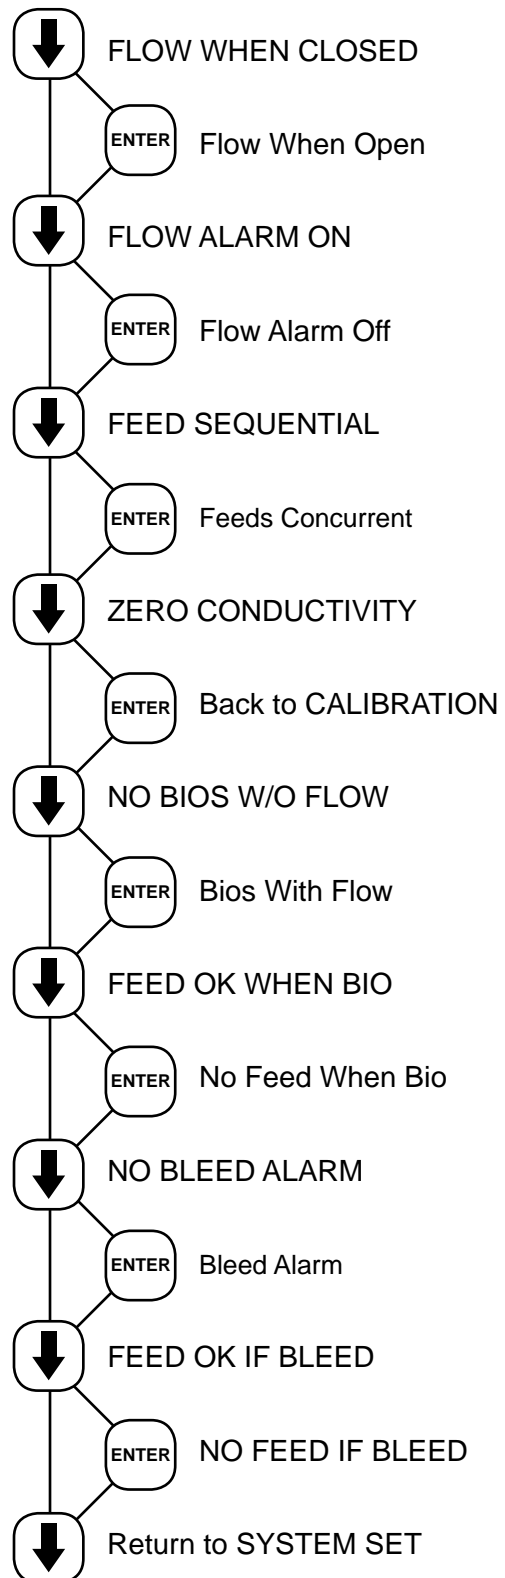 FLOW WHEN CLOSED
ENTER Flow When Open
FLOW ALARM ON
ENTER Flow Alarm Off
FEED SEQUENTIAL
ENTER Feeds Concurrent
ZERO CONDUCTIVITY
ENTER Back to CALIBRATION
NO BIOS W/O FLOW
ENTER Bios With Flow
FEED OK WHEN BIO
ENTER No Feed When Bio
NO BLEED ALARM
ENTER Bleed Alarm
FEED OK IF BLEED
ENTER NO FEED IF BLEED
Return to SYSTEM SET